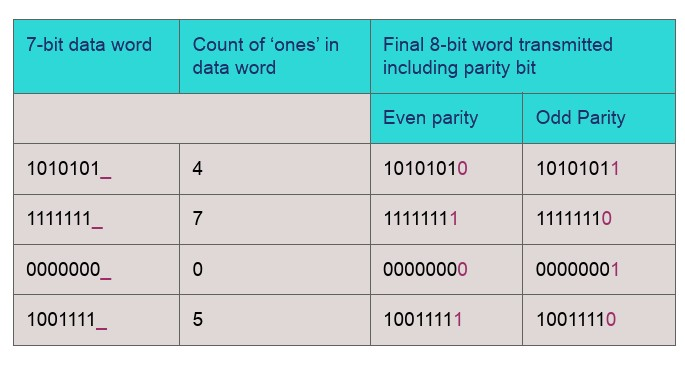 7-bit data word
Count of ‘ones’ in
data word
Final 8-bit word transmitted
including parity bit
Even parity
Odd Parity
1010101_
4
10101010
10101011
1111111_
7
11111111
11111110
0000000_
0
00000000
00000001
1001111_
5
10011111
10011110